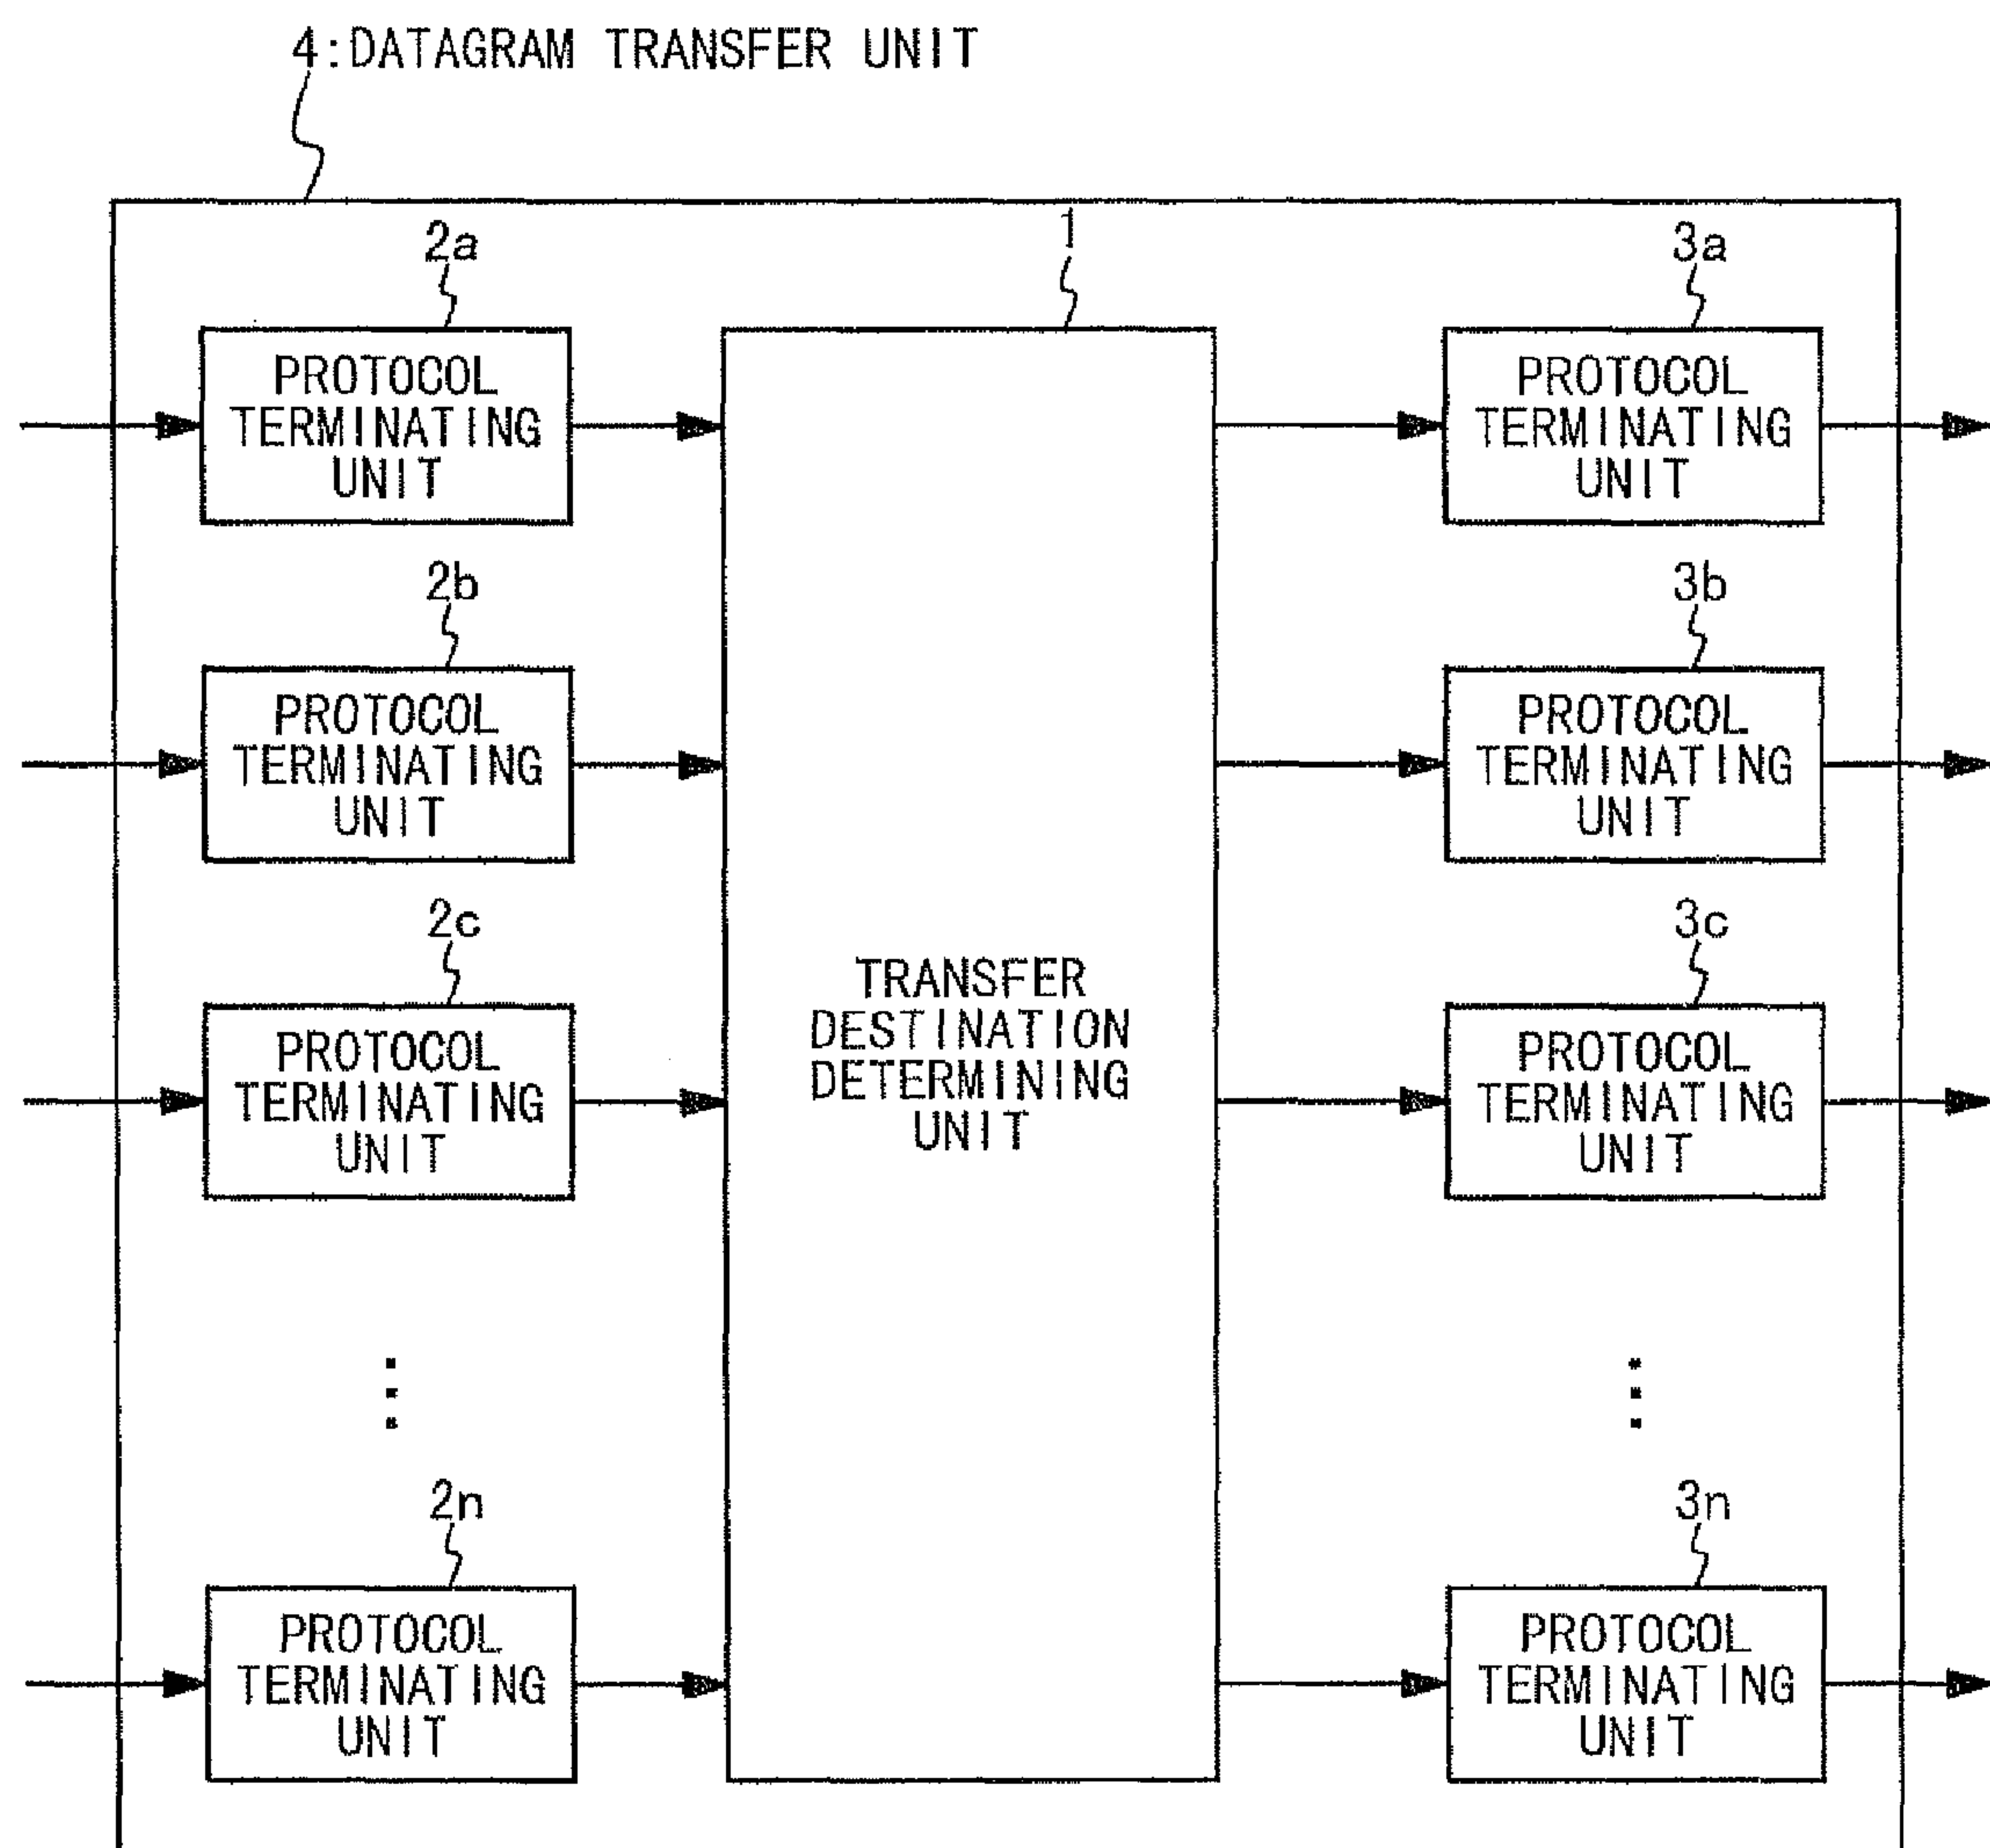 4:DATAGRAM TRANSFER UNIT
1
2a
3a
PROTOCOL
TERMINATING
UNIT
PROTOCOL
TERMINATING
UNIT
2b
3b
PROTOCOL
TERMINATING
UNIT
PROTOCOL
TERMINATING
UNIT
2c
3c
TRANSFER
DESTINATION
DETERMINING
UNIT
PROTOCOL
TERMINATING
UNIT
PROTOCOL
TERMINATING
UNIT
2n
3n
PROTOCOL
TERMINATING
UNIT
PROTOCOL
TERMINATING
UNIT